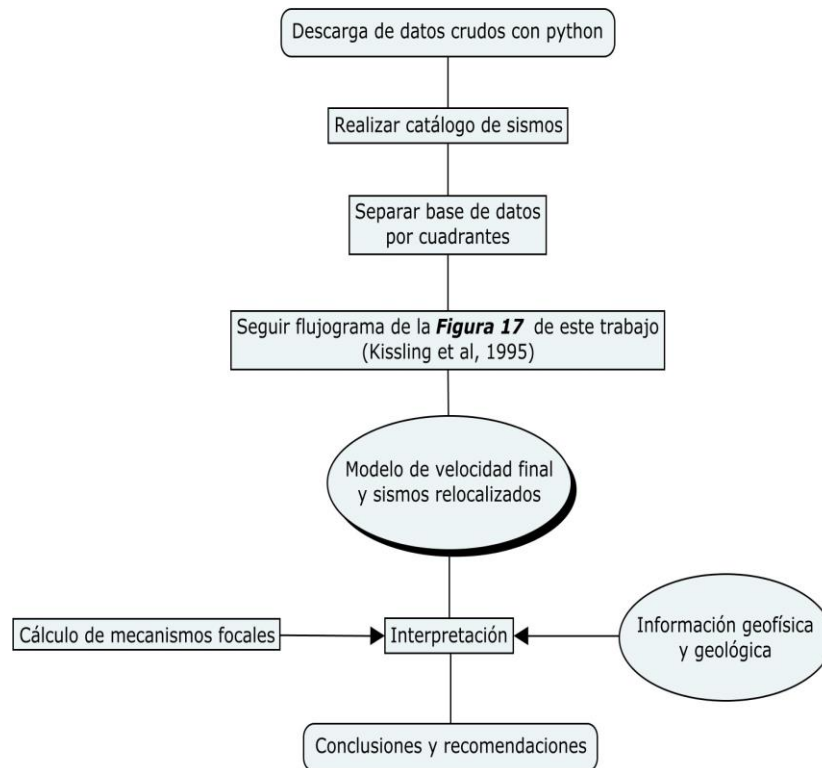 Descarga de datos crudos con python
Realizar catálogo de sismos
Separar base de datos
por cuadrantes
Seguir flujograma de la Figura 17 de este trabajo
(Kissling et al, 1995)
Modelo de velocidad final
y sismos relocalizados
Cálculo de mecanismos focales
Interpretación
Información geofísica
y geológica
Conclusiones y recomendaciones